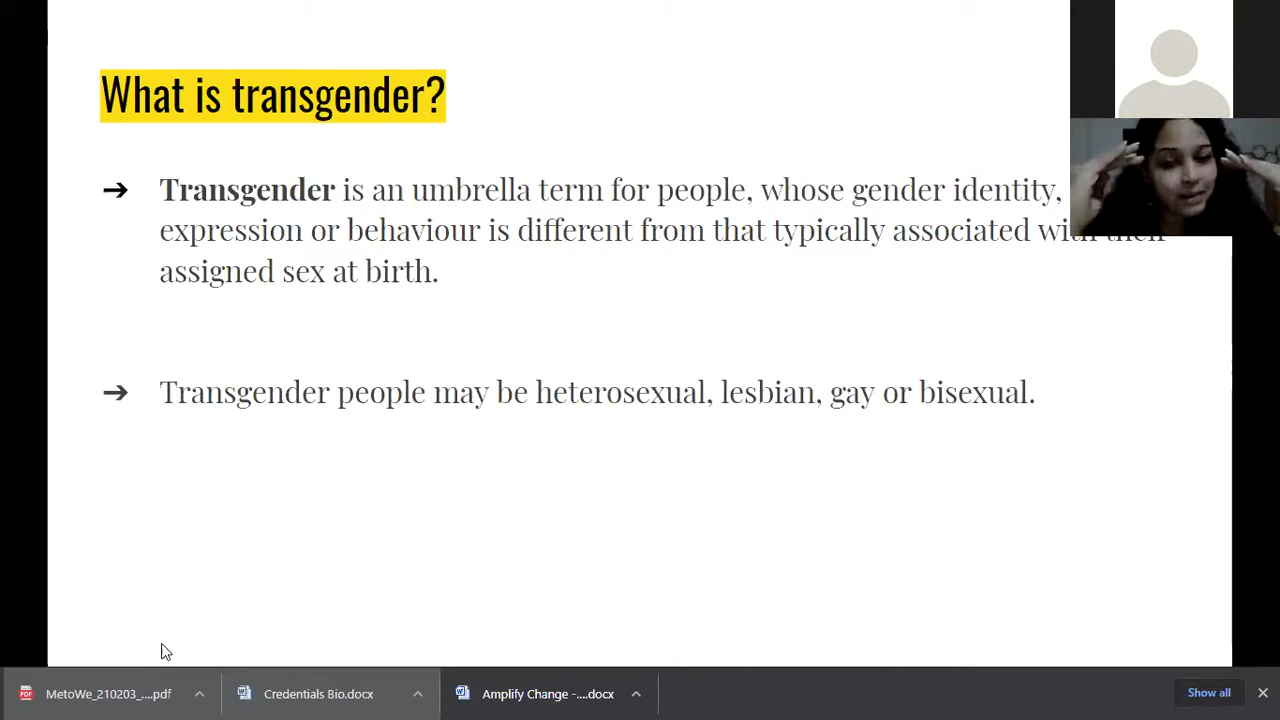 What is transgender?
➔ Transgender is an umbrella term for people, whose gender identity,
expression or behaviour is different from that typically associated with their
assigned sex at birth.
➔ Transgender people may be heterosexual, lesbian, gay or bisexual.
MetoWe_210203_....pdf
Credentials Bio.docx
Amplify Change -....docx
Show all